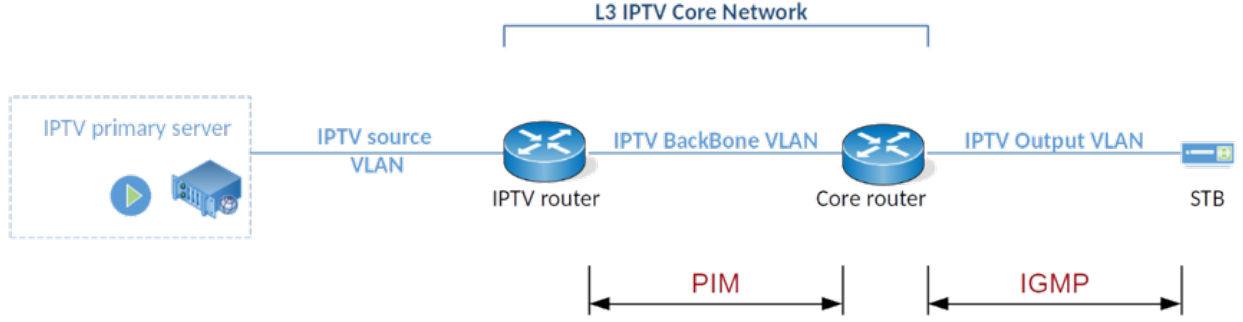 L3 IPTV Core Network
IPTV primary server
IPTV source
VLAN
IPTV BackBone VLAN
IPTV Output VLAN
IPTV router
Core router
STB
PIM
IGMP